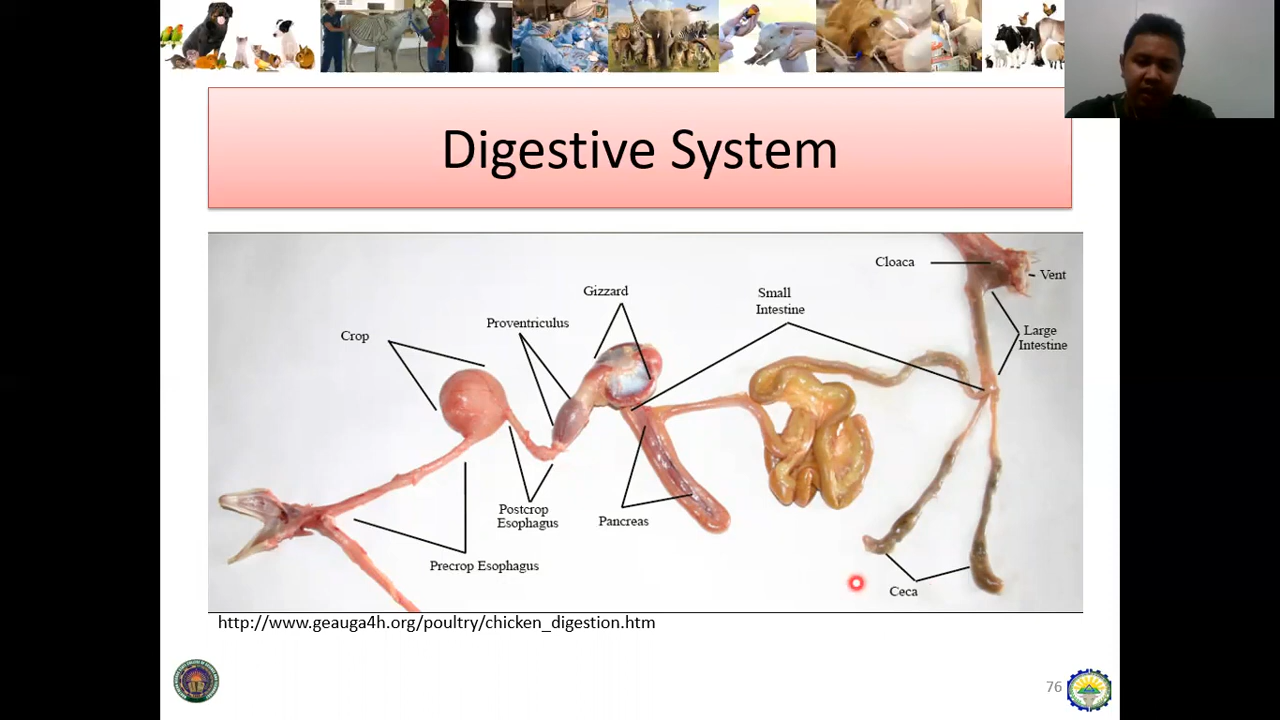 Digestive System
Cloaca
Vent
Gizzard
Small
Intestine
Proventriculus
Large
Intestine
Crop
Postcrop
Esophagus
Pancreas
Precrop Esophagus
Ceca
http://www.geauga4h.org/poultry/chicken_digestion.htm
76